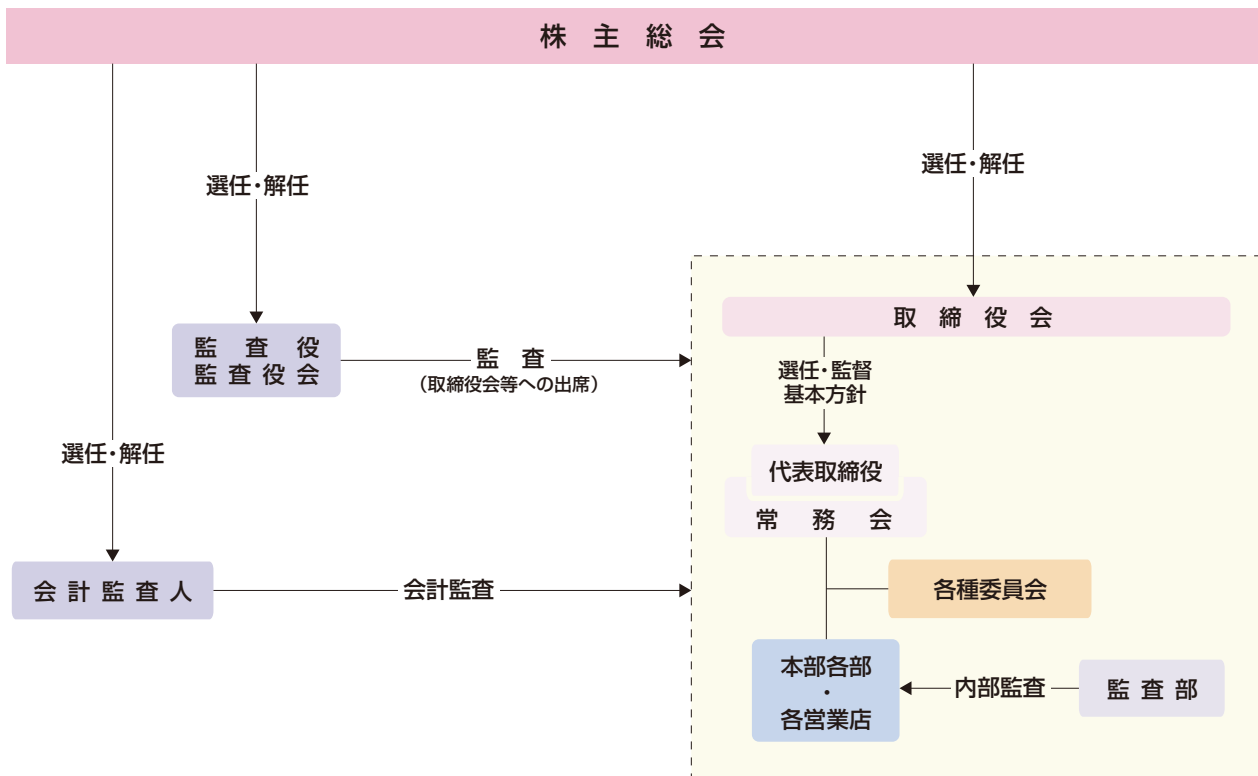 株主総会
選任・解任
選任・解任
取締役会
監査役
監査役会
監査
(取締役会等への出席)
選任・監督
基本方針
選任・解任
代表取締役
常務会
会計監査人
会計監査
各種委員会
本部各部
・
各営業店
内部監査
監査部